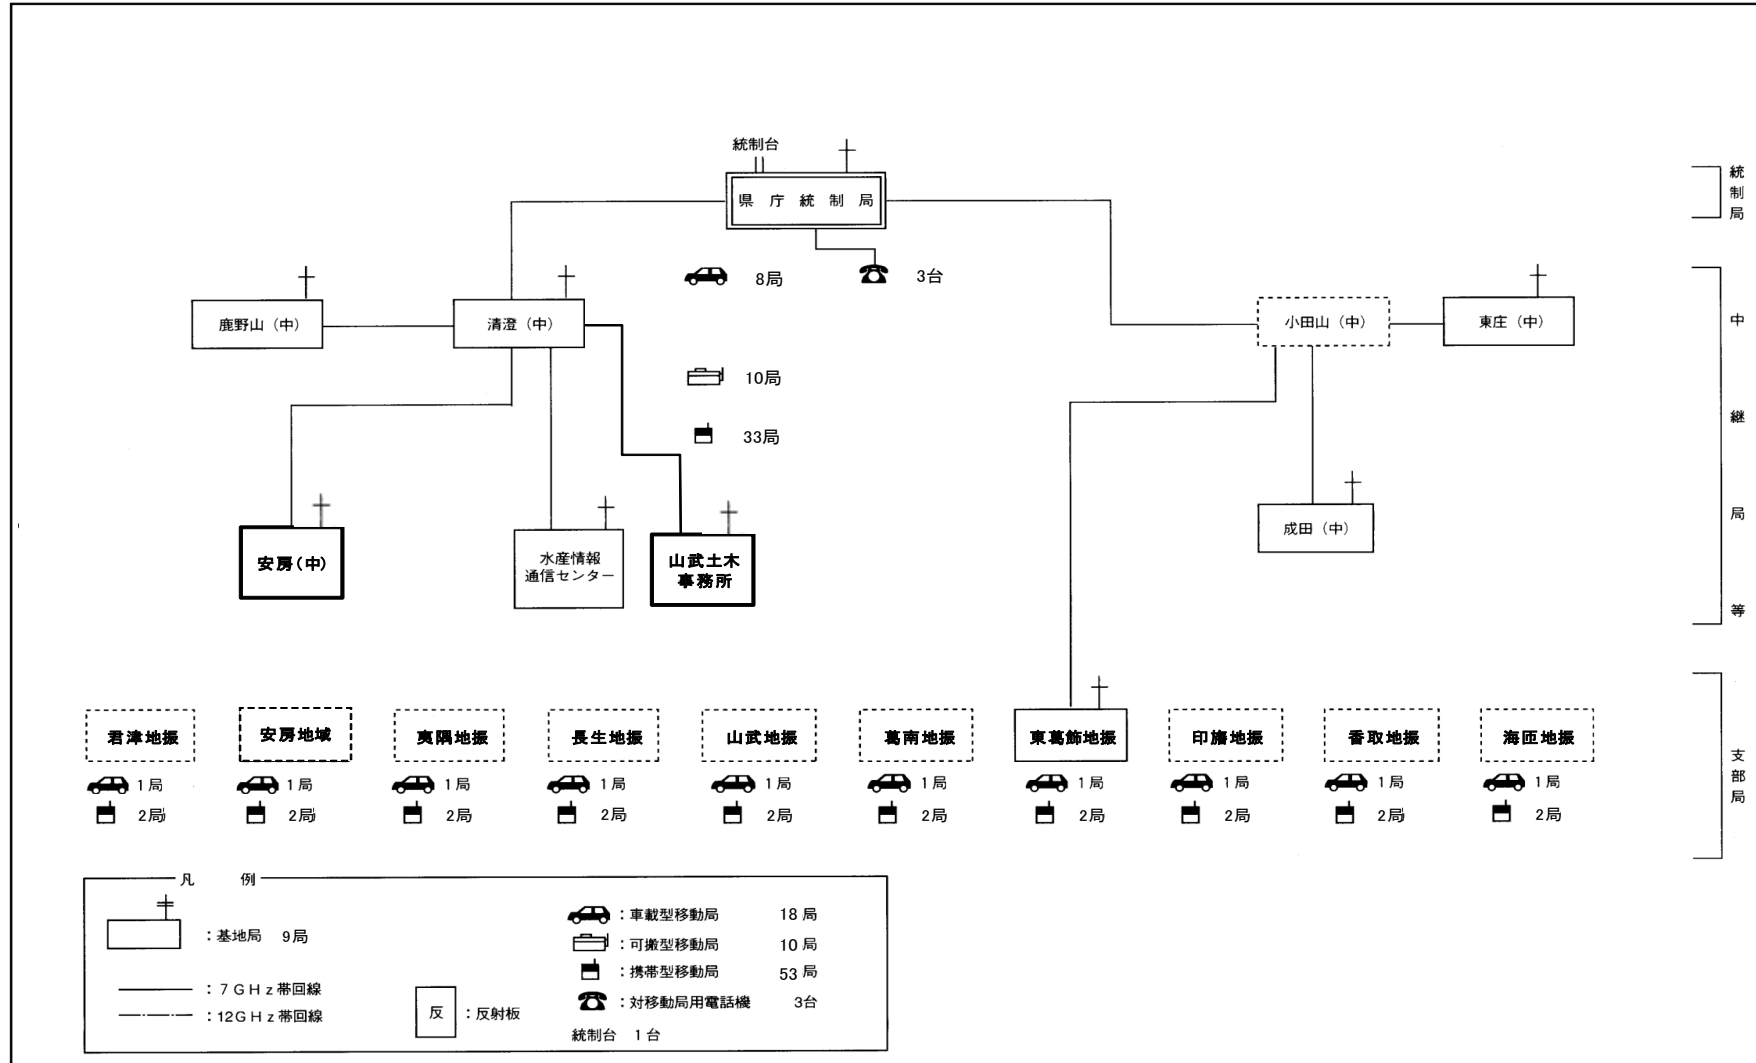 統制台
県庁統制局
統制局
8局
3台
鹿野山（中）
清澄（中）
小田山（中）
東庄（中）
10局
33局
中継局等
安房(中)
水産情報
通信センター
山武土木
事務所
成田（中）
君津地振
安房地域
夷隅地振
長生地振
山武地振
葛南地振
東葛飾地振
印旛地振
香取地振
海匝地振
支部局
1局
1局
1局
1局
1局
1局
1局
1局
1局
1局
2局
2局
2局
2局
2局
2局
2局
2局
2局
2局
凡例
：基地局 9局
：7GHz帯回線
：12GHz帯回線
反
：反射板
：車載型移動局 18局
：可搬型移動局 10局
：携帯型移動局 53局
：対移動局用電話機 3台
統制台 1台